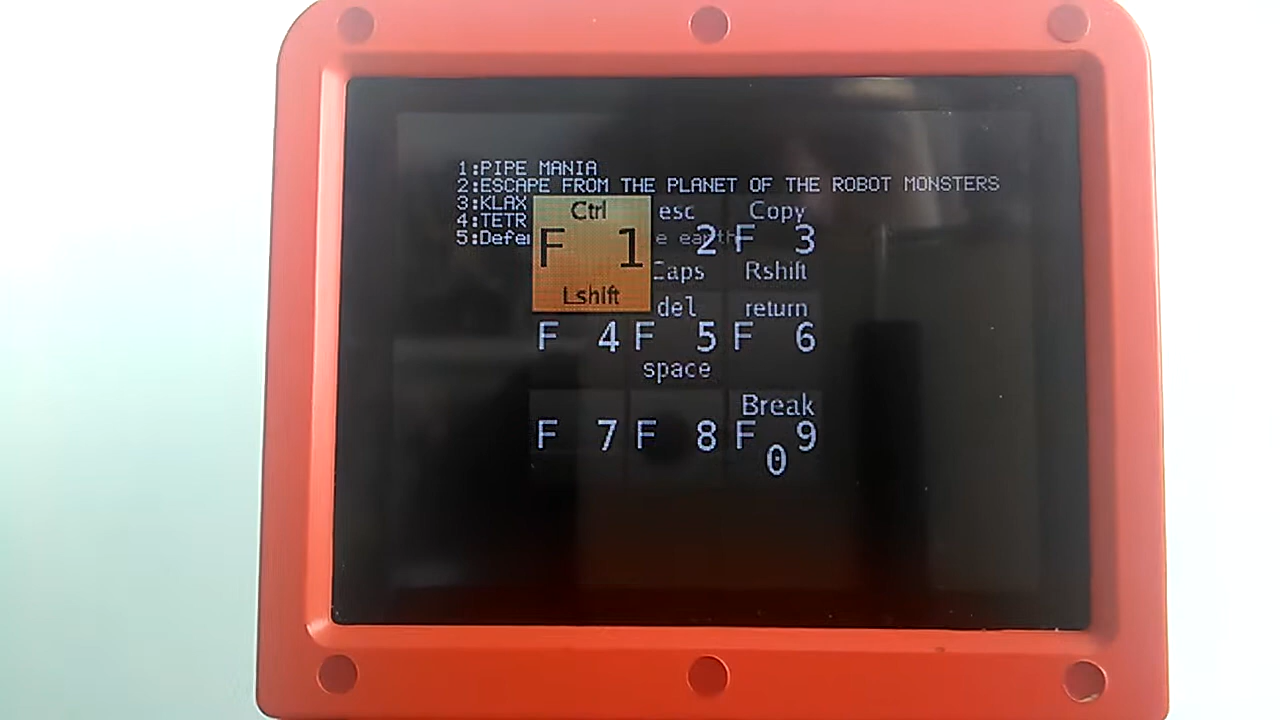 1:PIPE MANIA
2:ESCAPE FROM THE PLANET OF THE ROBOT MONSTERS
3:KLAX
4:TETR
5:Defen
Ctrl esc Copy
F 1 2 F 3
Lshift Caps Rshift
del return
F 4 F 5 F 6
space
Break
F 7 F 8 F 9
0